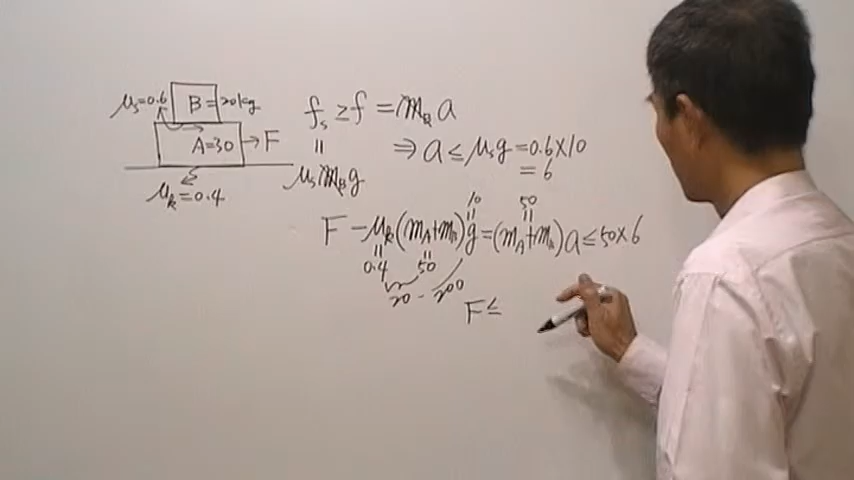 μs=0.6 B=20kg
A=30 → F
μk=0.4
fs ≥ f = mB a
=
μs mB g
⇒ a ≤ μs g = 0.6×10
= 6
F - μk(mA+mB)g = (mA+mB)a ≤ 50×6
= 0.4
= 50
= 10
= 50
20 - 200
F ≤